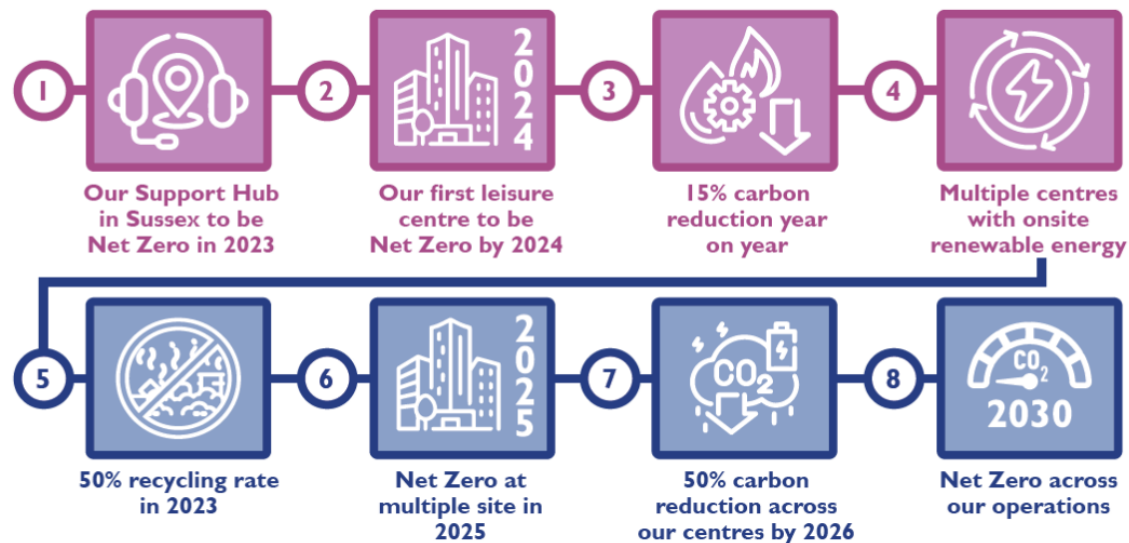 1
2
2024
3
4
Our Support Hub
in Sussex to be
Net Zero in 2023
Our first leisure
centre to be
Net Zero by 2024
15% carbon
reduction year
on year
Multiple centres
with onsite
renewable energy
5
6
2025
7
CO2
8
CO2
2030
50% recycling rate
in 2023
Net Zero at
multiple site in
2025
50% carbon
reduction across
our centres by 2026
Net Zero across
our operations